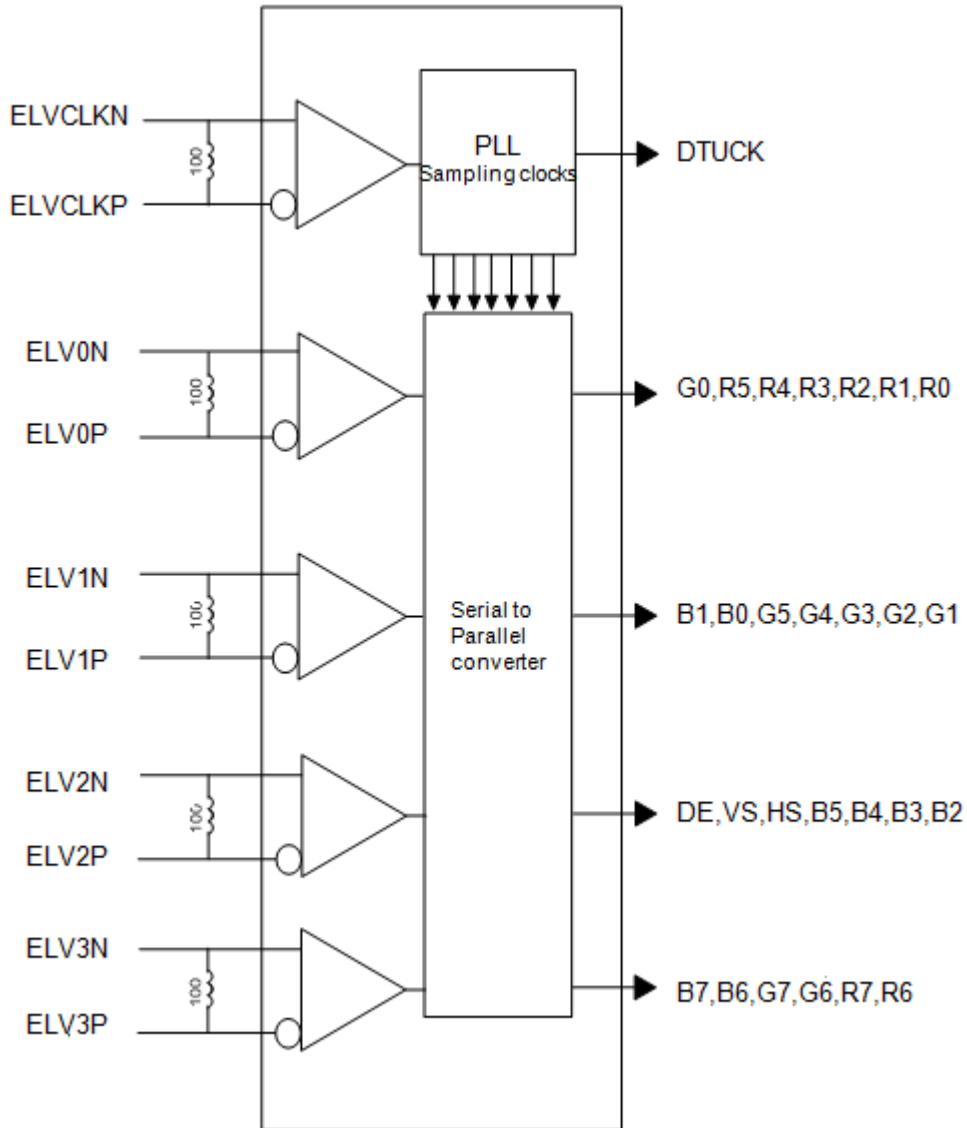 ELVCLKN
100
ELVCLKP
PLL
Sampling clocks
DTUCK
ELV0N
100
ELV0P
G0,R5,R4,R3,R2,R1,R0
ELV1N
100
ELV1P
Serial to
Parallel
converter
B1,B0,G5,G4,G3,G2,G1
ELV2N
100
ELV2P
DE,VS,HS,B5,B4,B3,B2
ELV3N
100
ELV3P
B7,B6,G7,G6,R7,R6